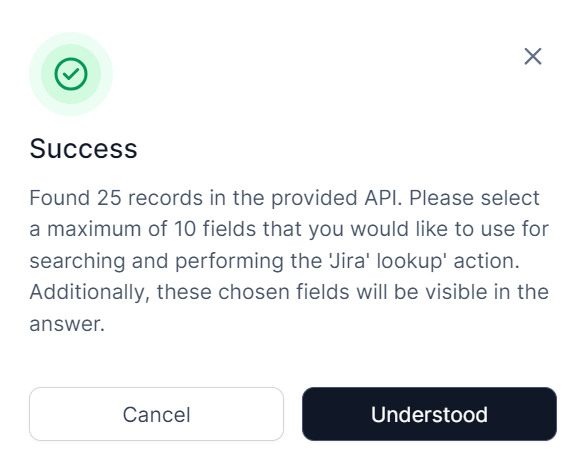 Success
Found 25 records in the provided API. Please select
a maximum of 10 fields that you would like to use for
searching and performing the 'Jira' lookup' action.
Additionally, these chosen fields will be visible in the
answer.
Cancel
Understood